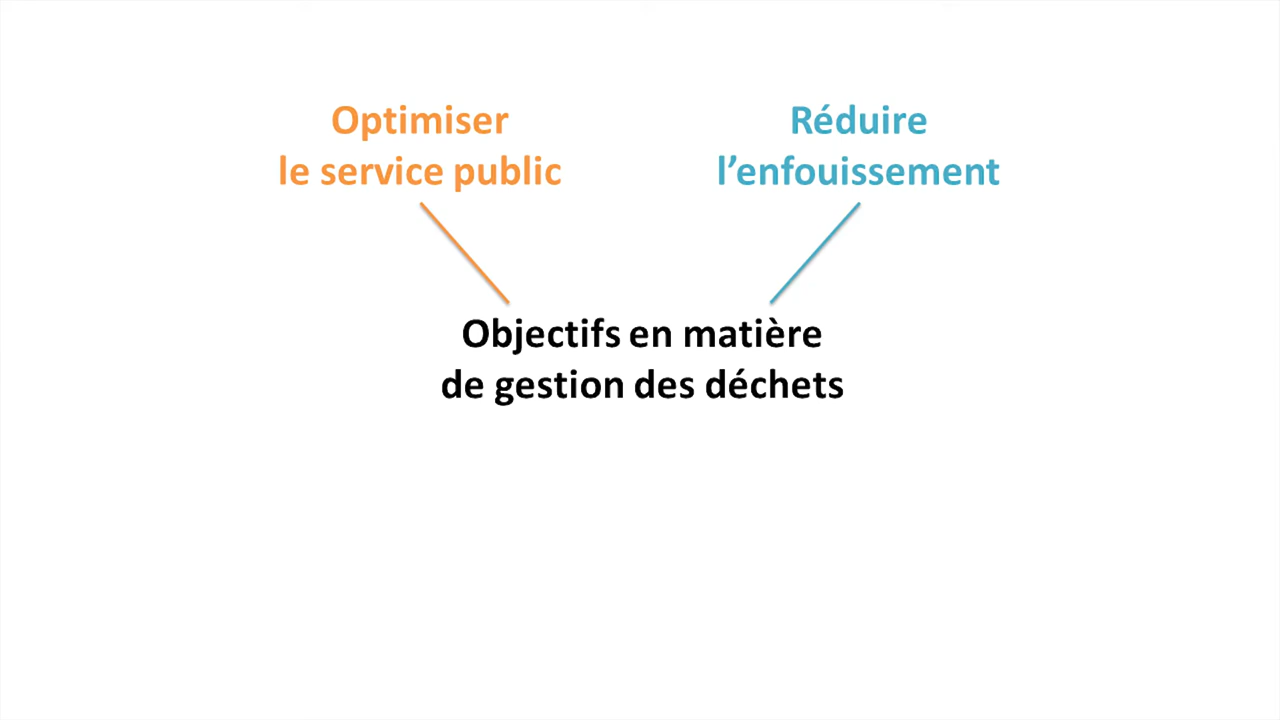 Optimiser
le service public
Réduire
l’enfouissement
Objectifs en matière
de gestion des déchets